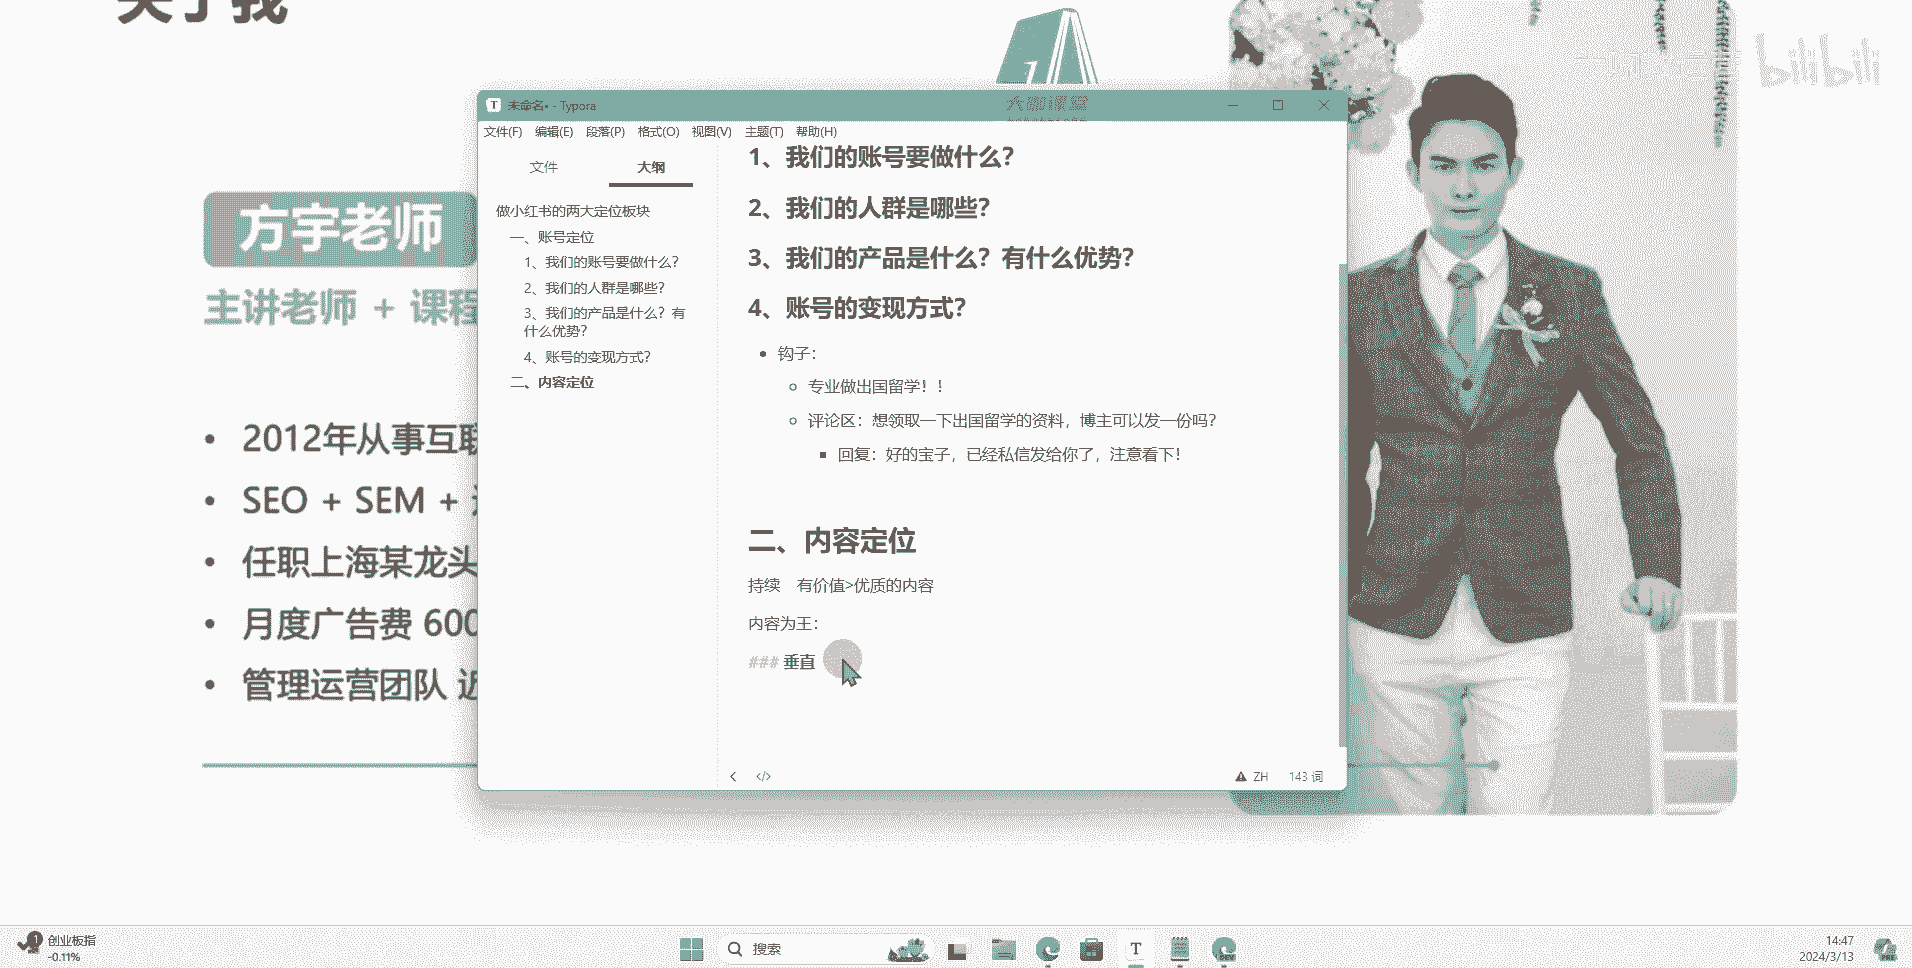 关于我
bilibili
1
大咖课堂
未命名• - Typora
文件(F) 编辑(E) 段落(P) 格式(O) 视图(V) 主题(T) 帮助(H)
文件 大纲
做小红书的两大定位板块
一、账号定位
1、我们的账号要做什么？
2、我们的人群是哪些？
3、我们的产品是什么？有
什么优势？
4、账号的变现方式？
二、内容定位
1、我们的账号要做什么？
2、我们的人群是哪些？
3、我们的产品是什么？有什么优势？
4、账号的变现方式？
钩子：
专业做出国留学！！
评论区：想领取一下出国留学的资料，博主可以发一份吗？
回复：好的宝子，已经私信发给你了，注意看下！
二、内容定位
持续 有价值>优质的内容
内容为王：
### 垂直
ZH 143 词
方宇老师
主讲老师 + 课程
• 2012年从事互联
• SEO + SEM +
• 任职上海某龙头
• 月度广告费 600
• 管理运营团队 近
1
创业板指
-0.11%
搜索
T
DEV
14:47
2024/3/13
PRE